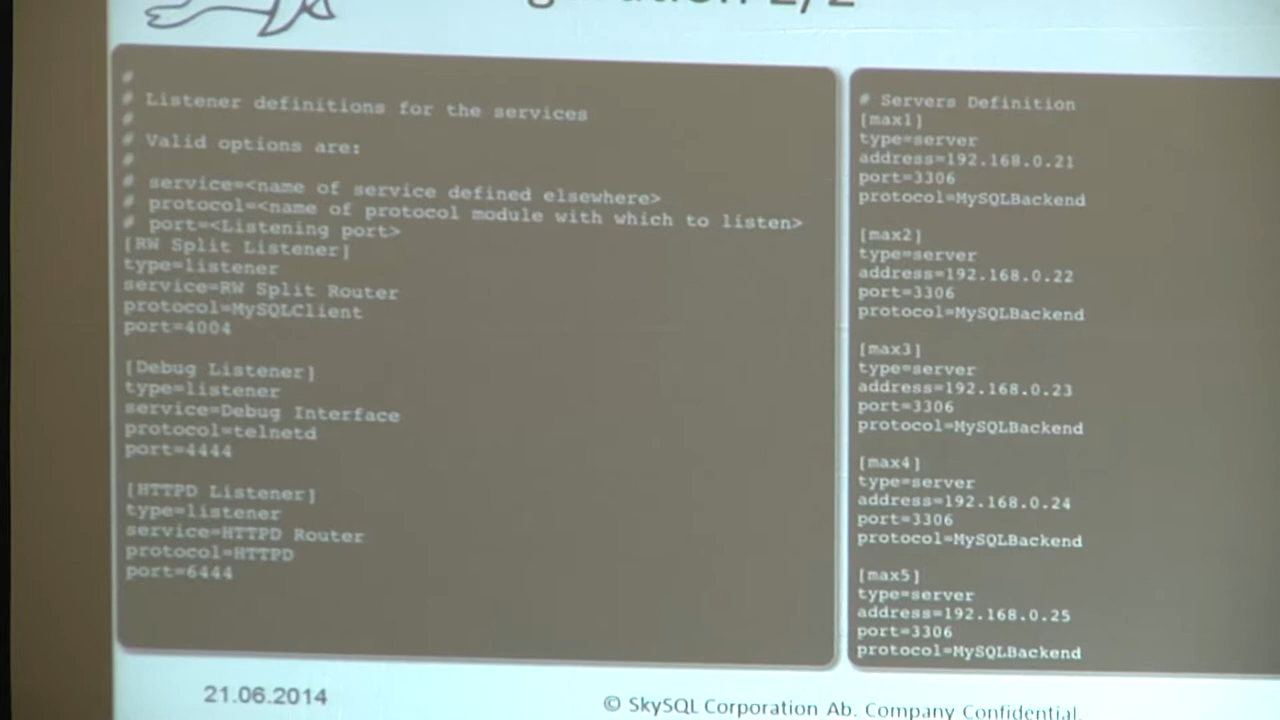 #
# Listener definitions for the services
#
# Valid options are:
#
# service=<name of service defined elsewhere>
# protocol=<name of protocol module with which to listen>
# port=<Listening port>
[RW Split Listener]
type=listener
service=RW Split Router
protocol=MySQLClient
port=4004
[Debug Listener]
type=listener
service=Debug Interface
protocol=telnetd
port=4444
[HTTPD Listener]
type=listener
service=HTTPD Router
protocol=HTTPD
port=6444
# Servers Definition
[max1]
type=server
address=192.168.0.21
port=3306
protocol=MySQLBackend
[max2]
type=server
address=192.168.0.22
port=3306
protocol=MySQLBackend
[max3]
type=server
address=192.168.0.23
port=3306
protocol=MySQLBackend
[max4]
type=server
address=192.168.0.24
port=3306
protocol=MySQLBackend
[max5]
type=server
address=192.168.0.25
port=3306
protocol=MySQLBackend
21.06.2014
© SkySQL Corporation Ab. Company Confidential.